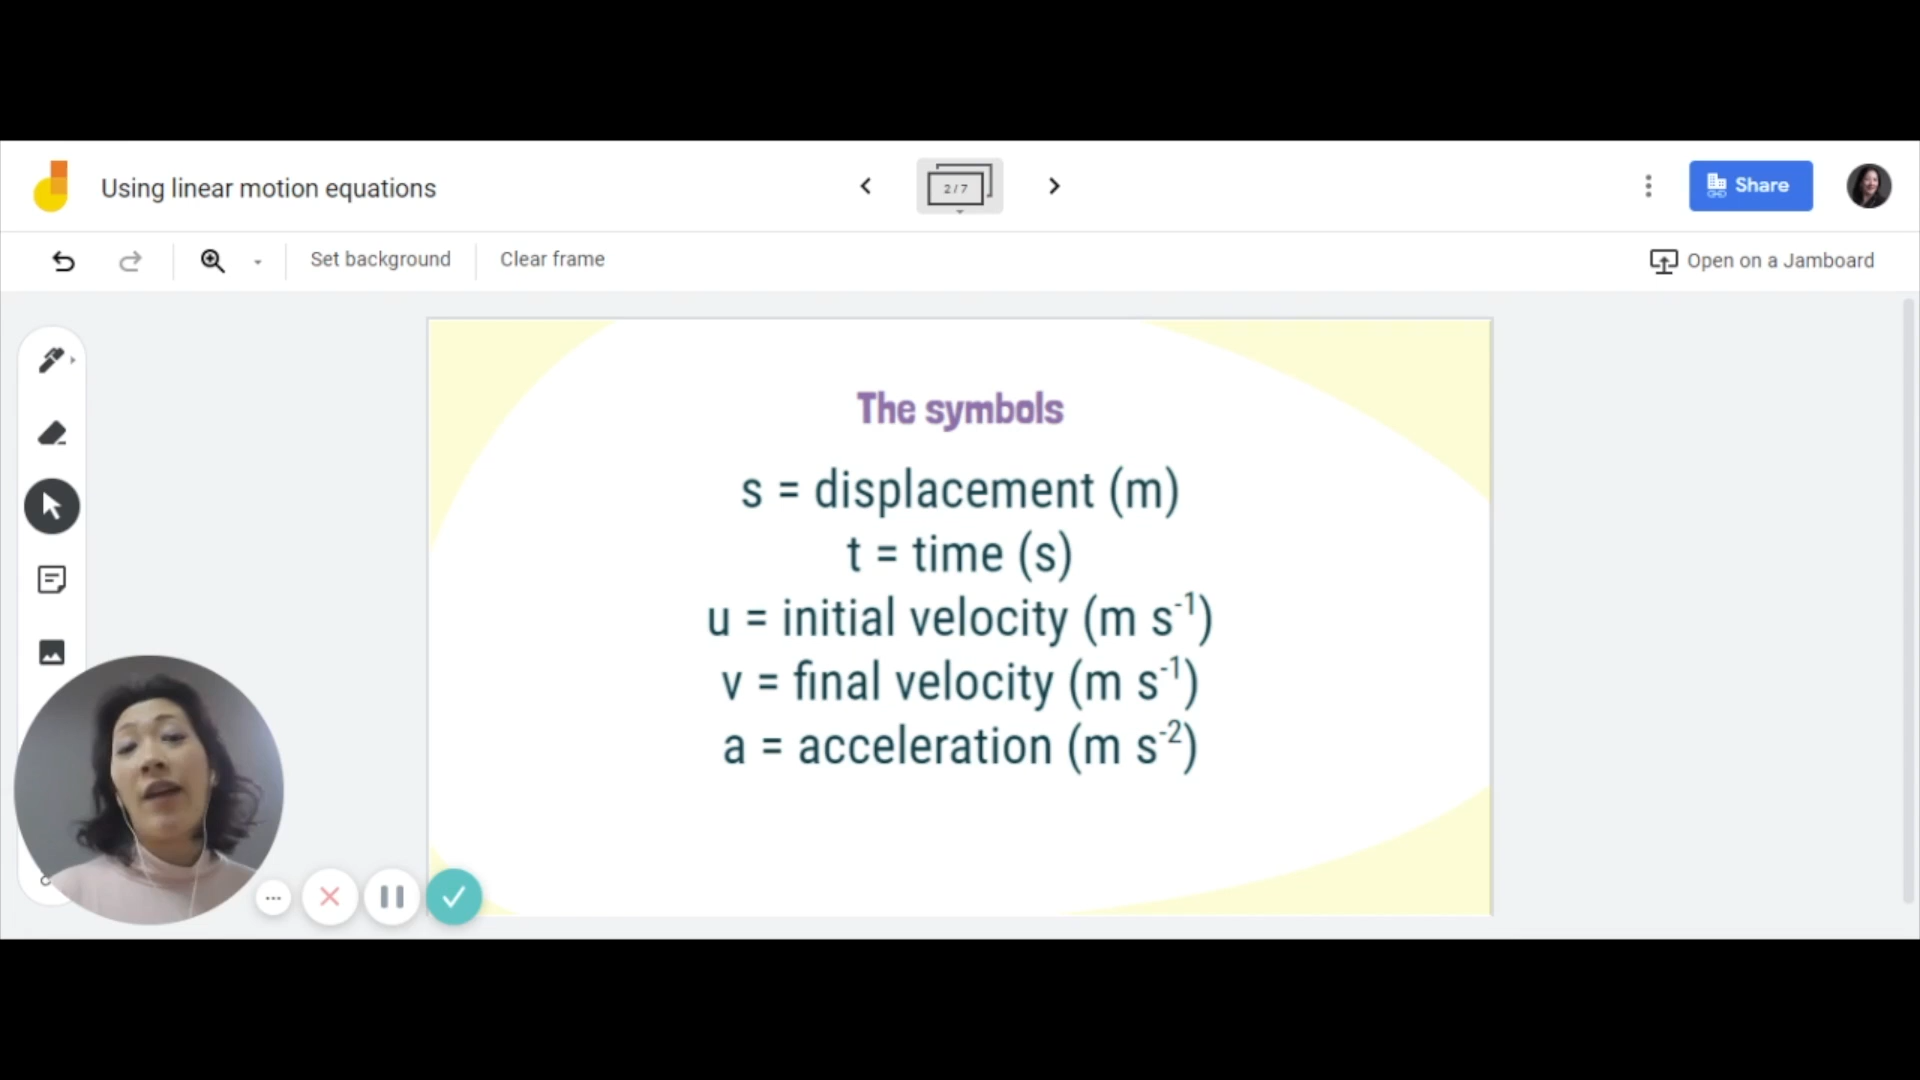 Using linear motion equations
2 / 7
Share
Set background
Clear frame
Open on a Jamboard
The symbols
s = displacement (m)
t = time (s)
u = initial velocity (m s⁻¹)
v = final velocity (m s⁻¹)
a = acceleration (m s⁻²)